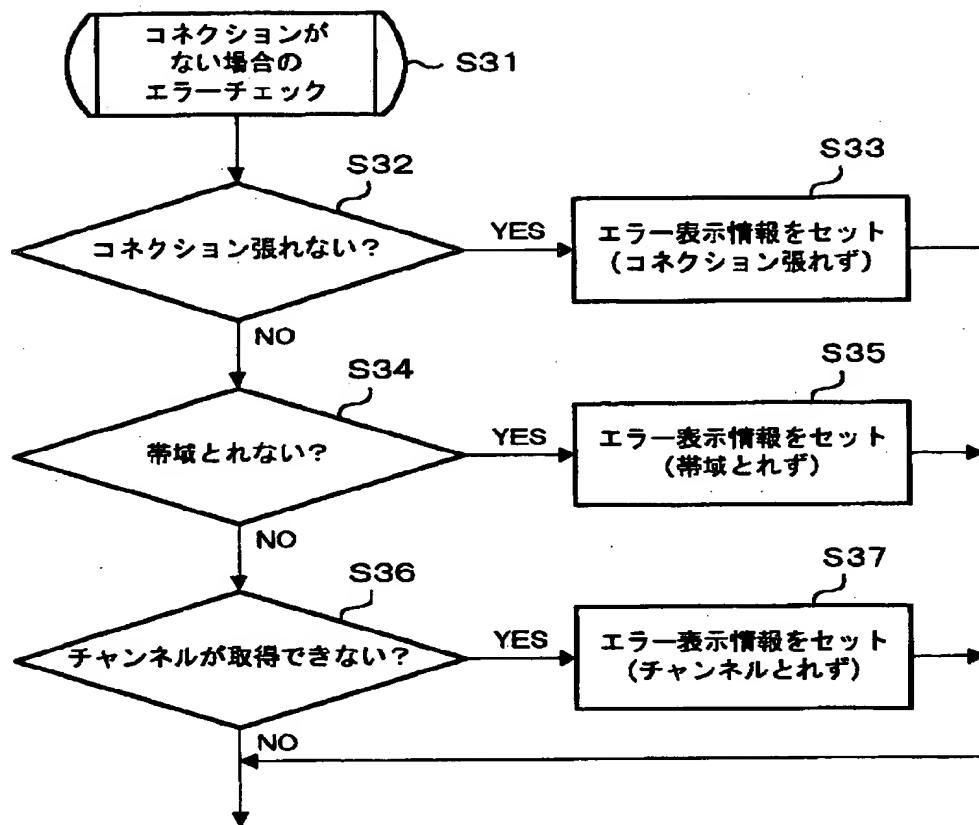 コネクションが
ない場合の
エラーチェック
S31
S32
コネクション張れない?
YES
S33
エラー表示情報をセット
(コネクション張れず)
NO
S34
帯域とれない?
YES
S35
エラー表示情報をセット
(帯域とれず)
NO
S36
チャンネルが取得できない?
YES
S37
エラー表示情報をセット
(チャンネルとれず)
NO